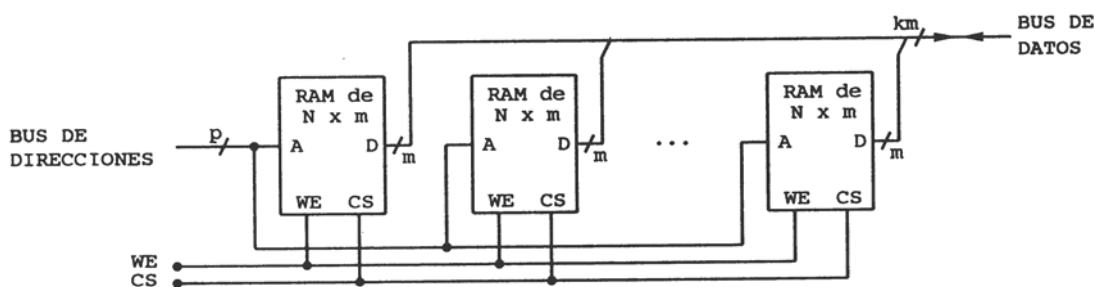 km
BUS DE
DATOS
RAM de
N x m
RAM de
N x m
RAM de
N x m
BUS DE
DIRECCIONES
p
A
D
m
A
D
m
...
A
D
m
WE
CS
WE
CS
WE
CS
WE
CS